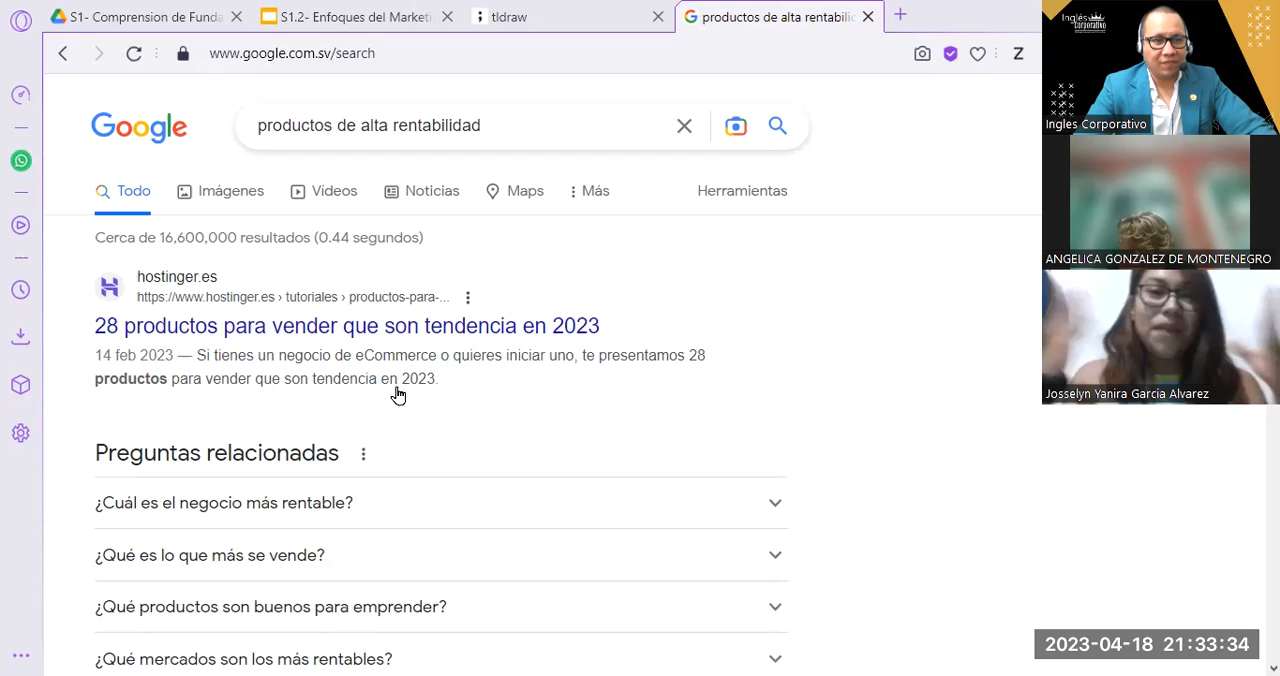 S1- Comprension de Funda
S1.2- Enfoques del Marketi
tldraw
productos de alta rentabilic
www.google.com.sv/search
Z
Google
productos de alta rentabilidad
Todo
Imágenes
Videos
Noticias
Maps
Más
Herramientas
Cerca de 16,600,000 resultados (0.44 segundos)
hostinger.es
https://www.hostinger.es › tutoriales › productos-para-...
28 productos para vender que son tendencia en 2023
14 feb 2023 — Si tienes un negocio de eCommerce o quieres iniciar uno, te presentamos 28
productos para vender que son tendencia en 2023.
Preguntas relacionadas
¿Cuál es el negocio más rentable?
¿Qué es lo que más se vende?
¿Qué productos son buenos para emprender?
¿Qué mercados son los más rentables?
Inglés
Corporativo
Ingles Corporativo
ANGELICA GONZALEZ DE MONTENEGRO
Josselyn Yanira Garcia Alvarez
2023-04-18 21:33:34